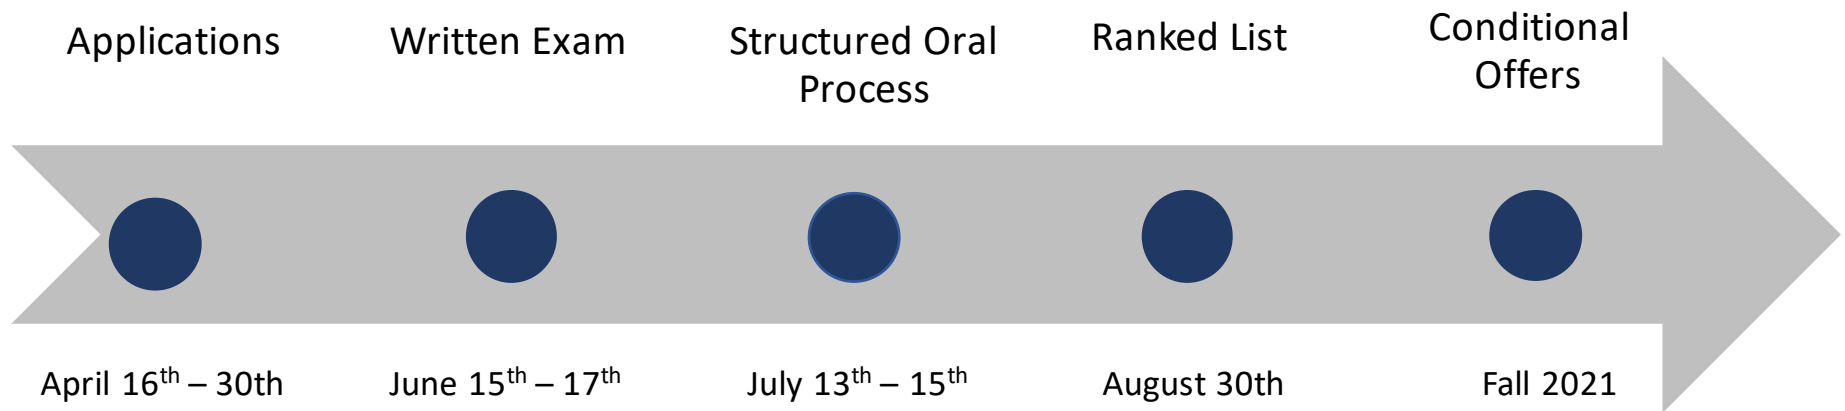 Applications
Written Exam
Structured Oral
Process
Ranked List
Conditional
Offers
April 16th – 30th
June 15th – 17th
July 13th – 15th
August 30th
Fall 2021